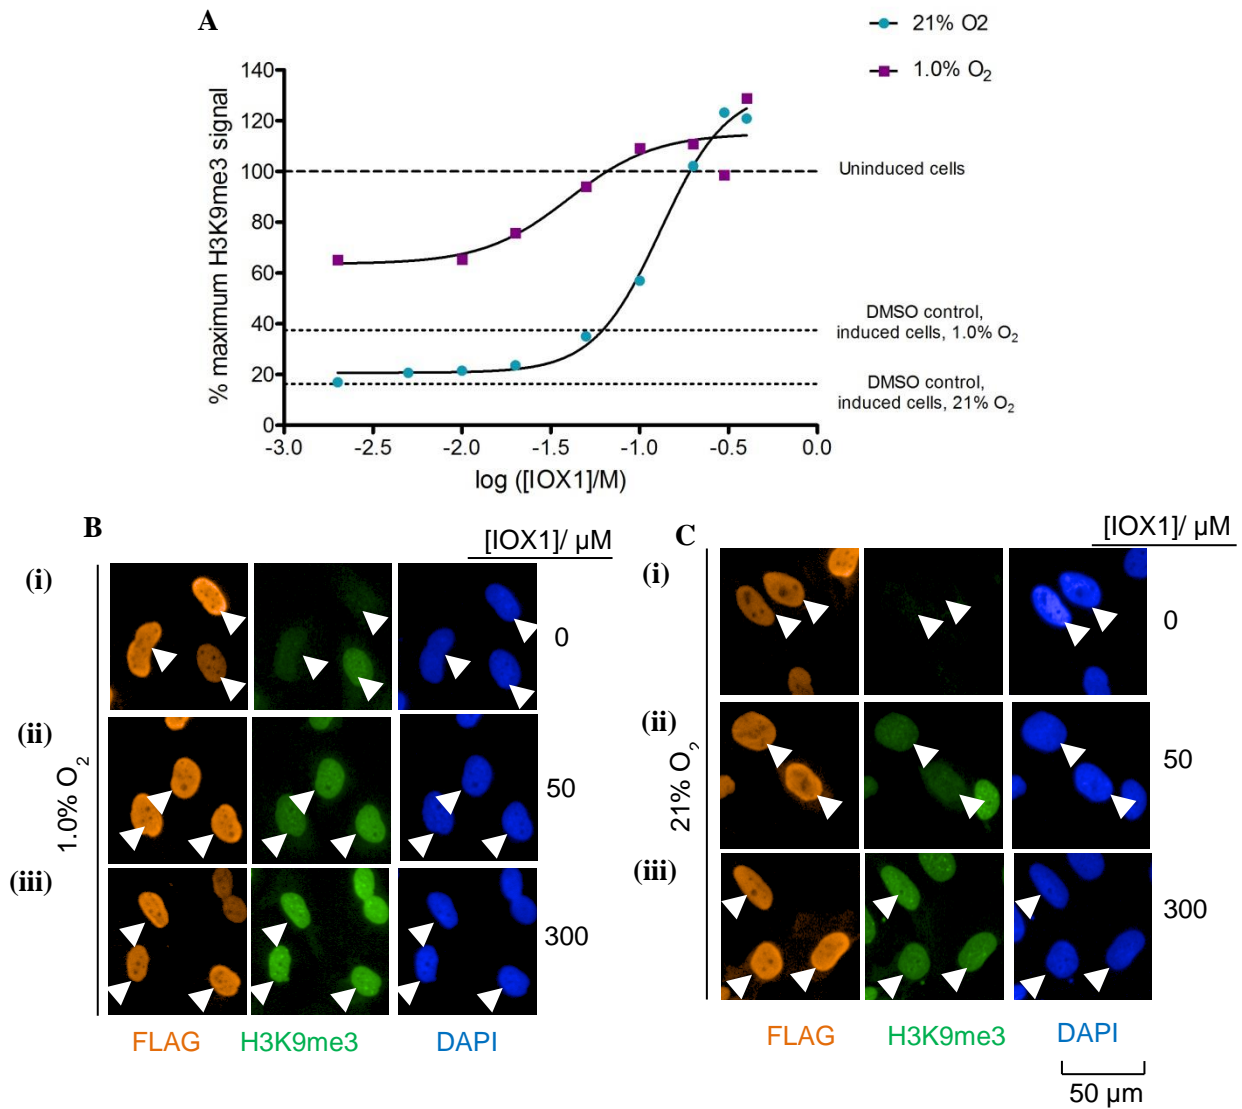 A
21% O2
1.0% O₂
% maximum H3K9me3 signal
140
120
100
80
60
40
20
0
-3.0 -2.5 -2.0 -1.5 -1.0 -0.5 0.0
log ([IOX1]/M)
Uninduced cells
DMSO control,
induced cells, 1.0% O₂
DMSO control,
induced cells, 21% O₂
B
[IOX1]/ µM
1.0% O₂
(i)
0
(ii)
50
(iii)
300
FLAG H3K9me3 DAPI
C
[IOX1]/ µM
21% O₂
(i)
0
(ii)
50
(iii)
300
FLAG H3K9me3 DAPI
50 µm